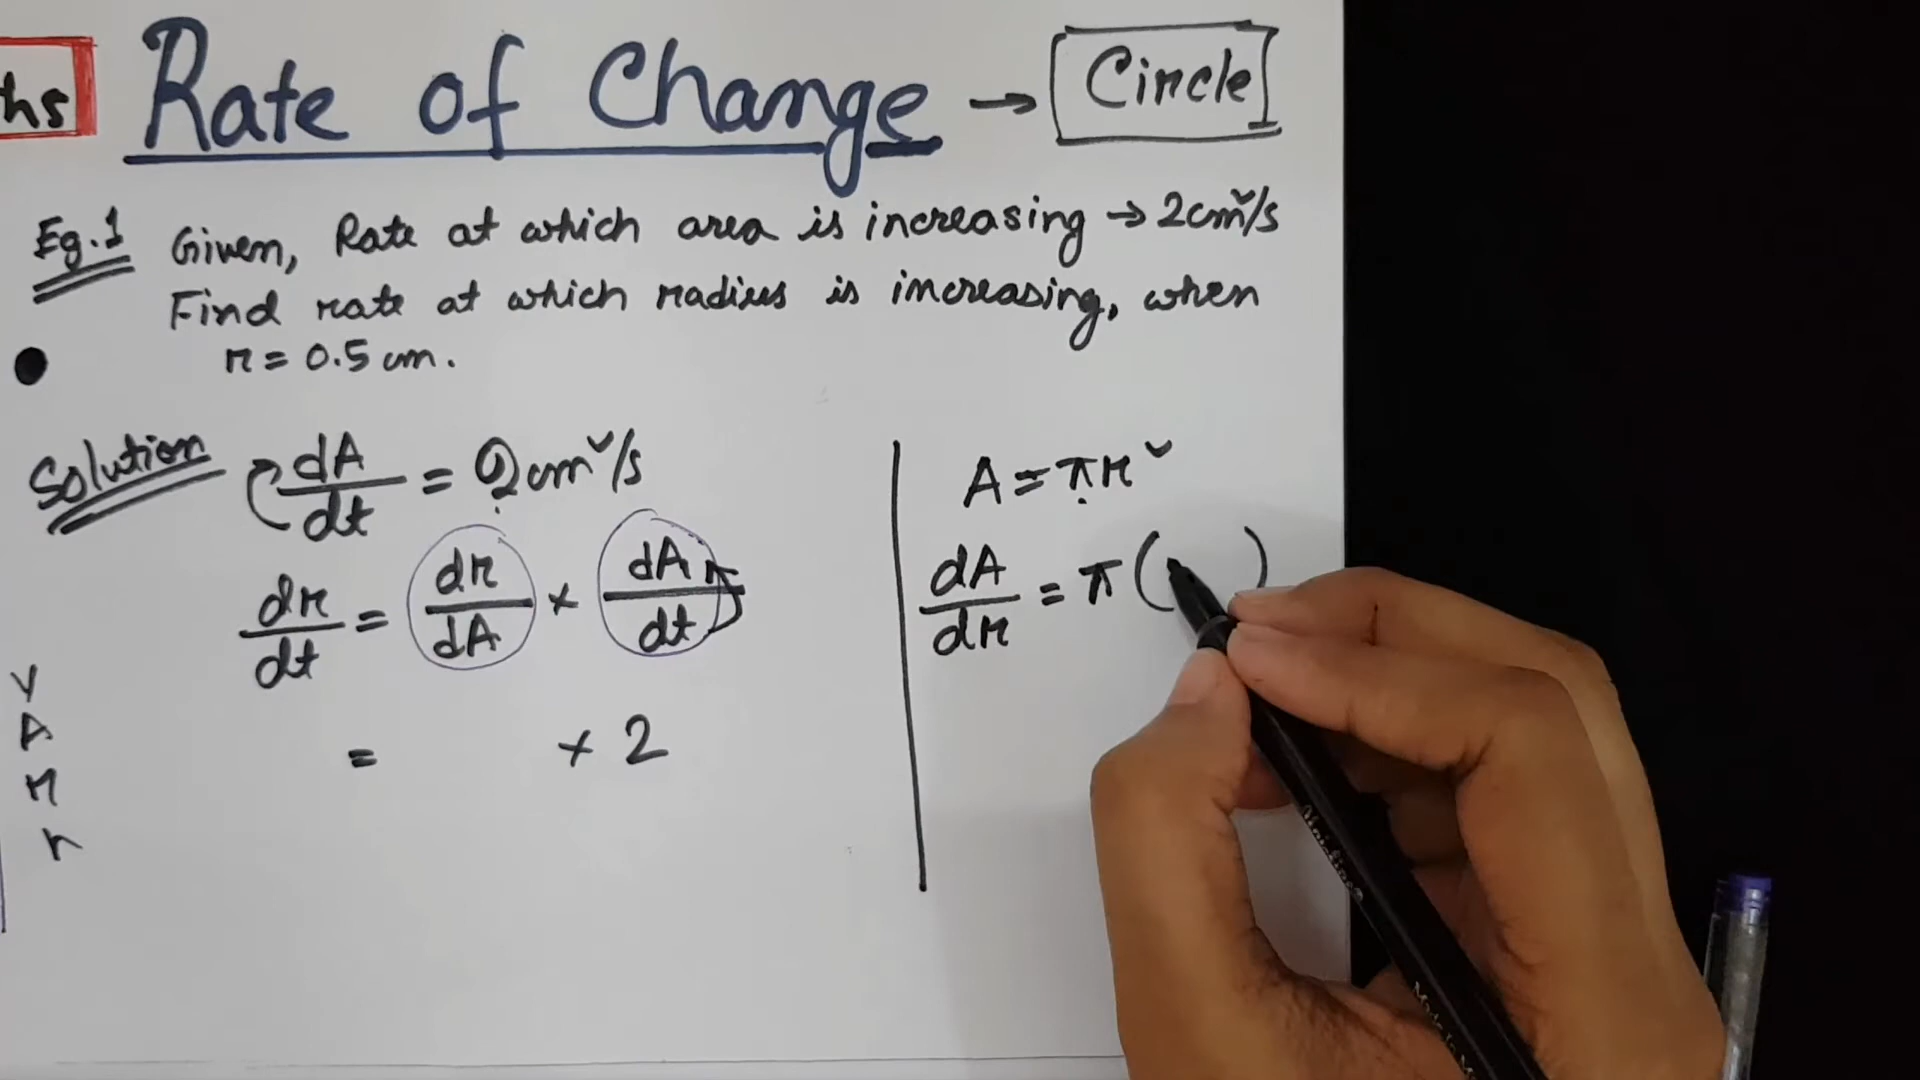 hs
Rate of Change → Circle
Eg.1 Given, Rate at which area is increasing → 2cm²/s
Find rate at which radius is increasing, when
r = 0.5 cm.
Solution dA/dt = 2cm²/s
dr/dt = dr/dA × dA/dt
= × 2
A = πr²
dA/dr = π ( )
V
A
r
h